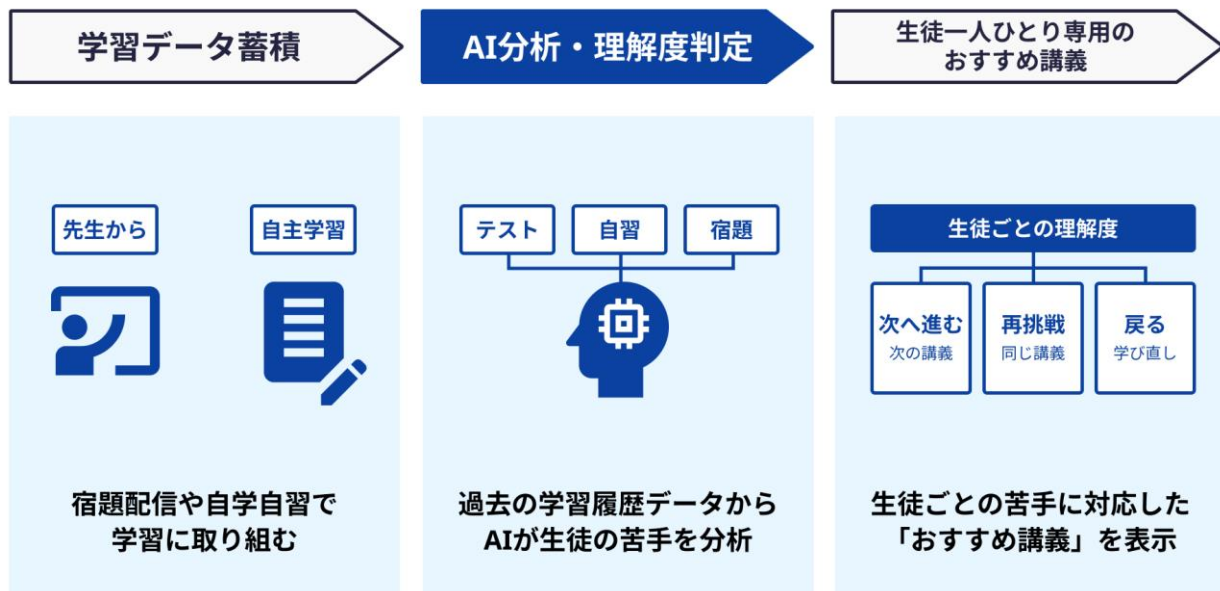 学習データ蓄積
AI分析・理解度判定
生徒一人ひとり専用の
おすすめ講義
先生から
自主学習
宿題配信や自学自習で
学習に取り組む
テスト
自習
宿題
過去の学習履歴データから
AIが生徒の苦手を分析
生徒ごとの理解度
次へ進む
次の講義
再挑戦
同じ講義
戻る
学び直し
生徒ごとの苦手に対応した
「おすすめ講義」を表示